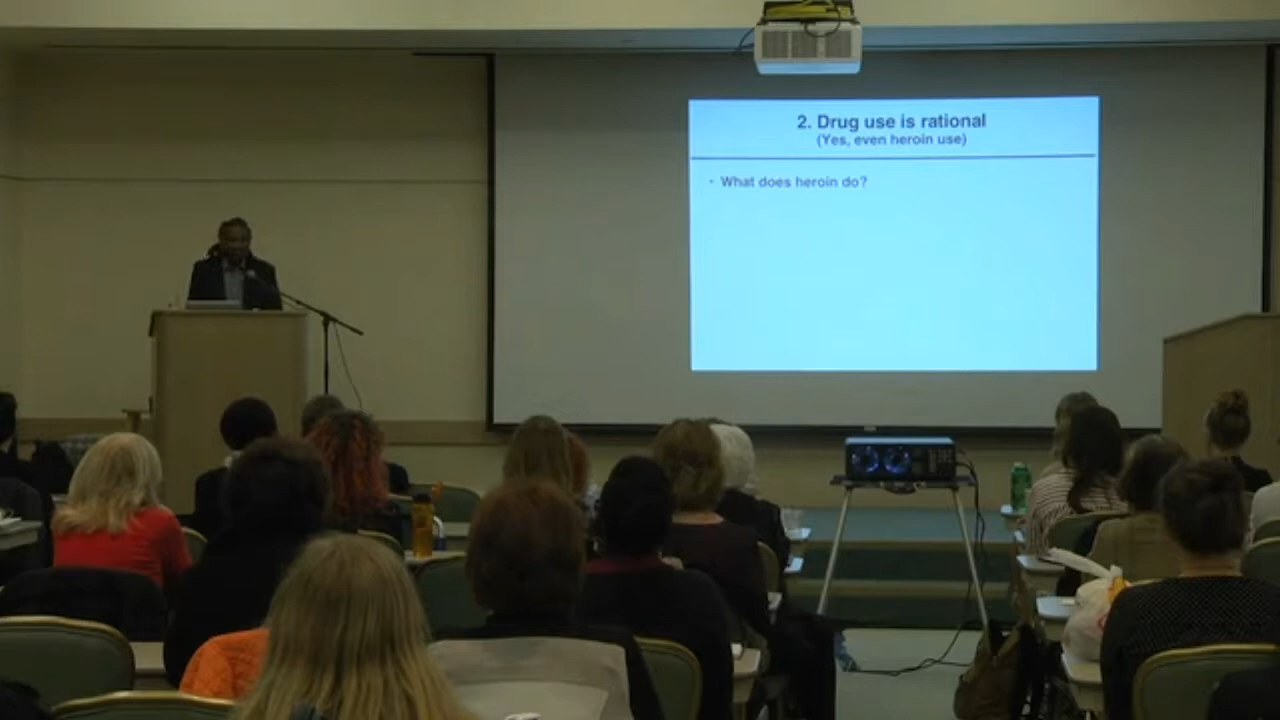 2. Drug use is rational
(Yes, even heroin use)
· What does heroin do?